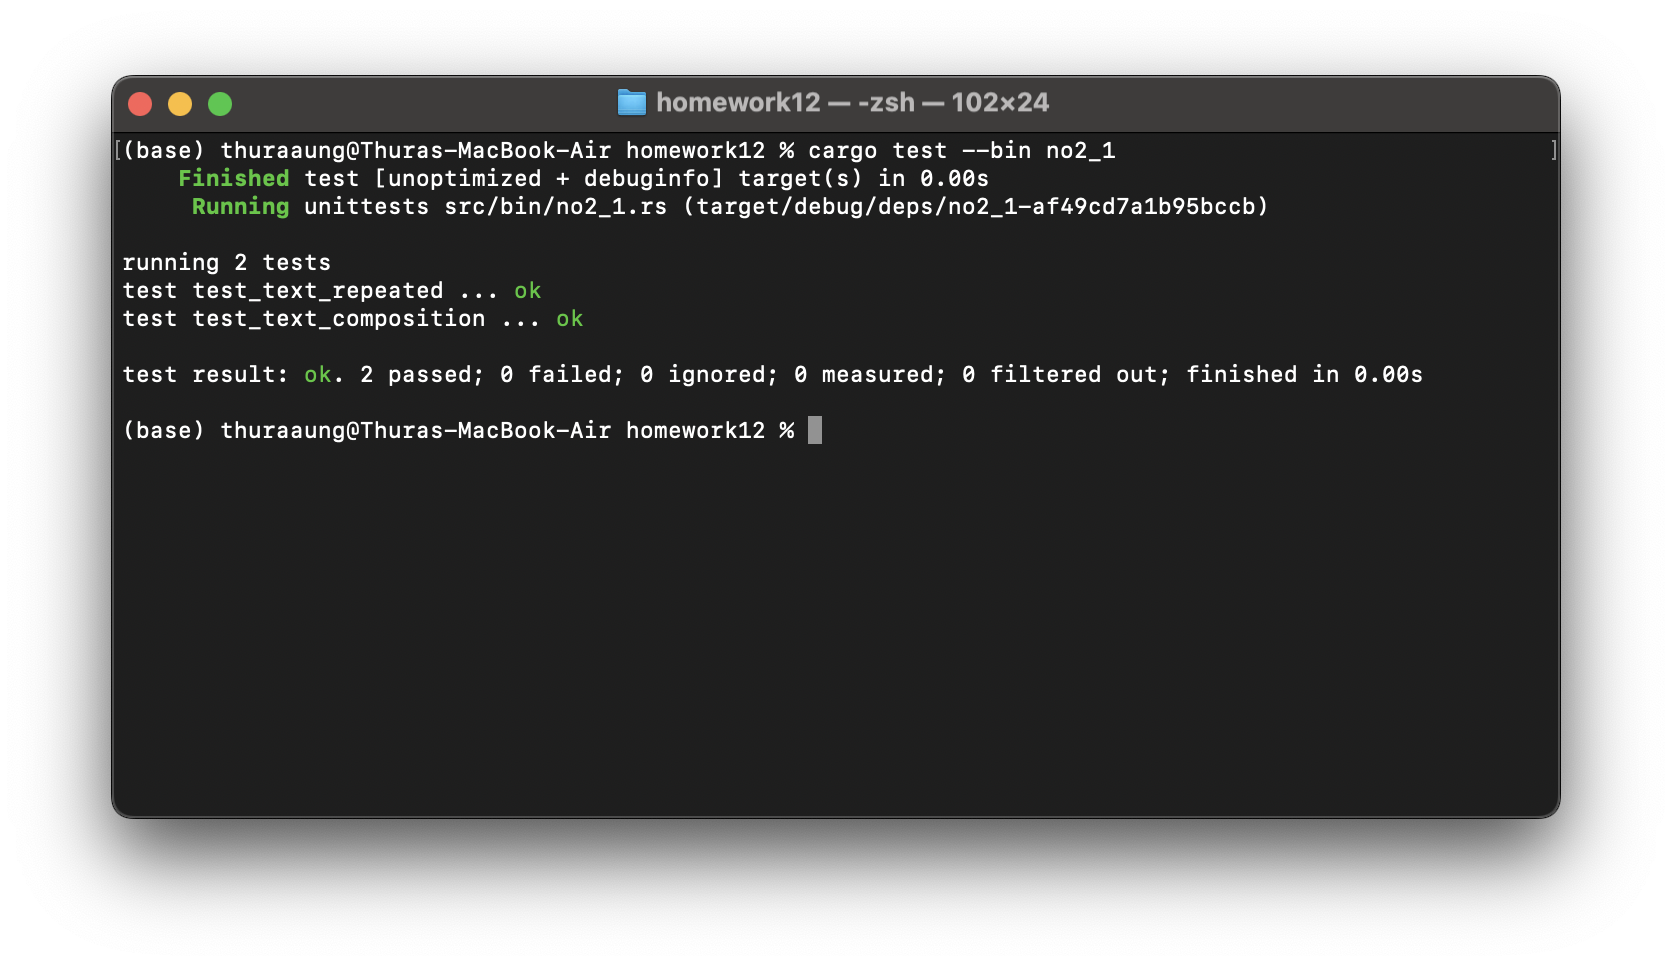 homework12 — -zsh — 102×24
[(base) thuraaung@Thuras-MacBook-Air homework12 % cargo test --bin no2_1 ]
Finished test [unoptimized + debuginfo] target(s) in 0.00s
Running unittests src/bin/no2_1.rs (target/debug/deps/no2_1-af49cd7a1b95bccb)
running 2 tests
test test_text_repeated ... ok
test test_text_composition ... ok
test result: ok. 2 passed; 0 failed; 0 ignored; 0 measured; 0 filtered out; finished in 0.00s
(base) thuraaung@Thuras-MacBook-Air homework12 %